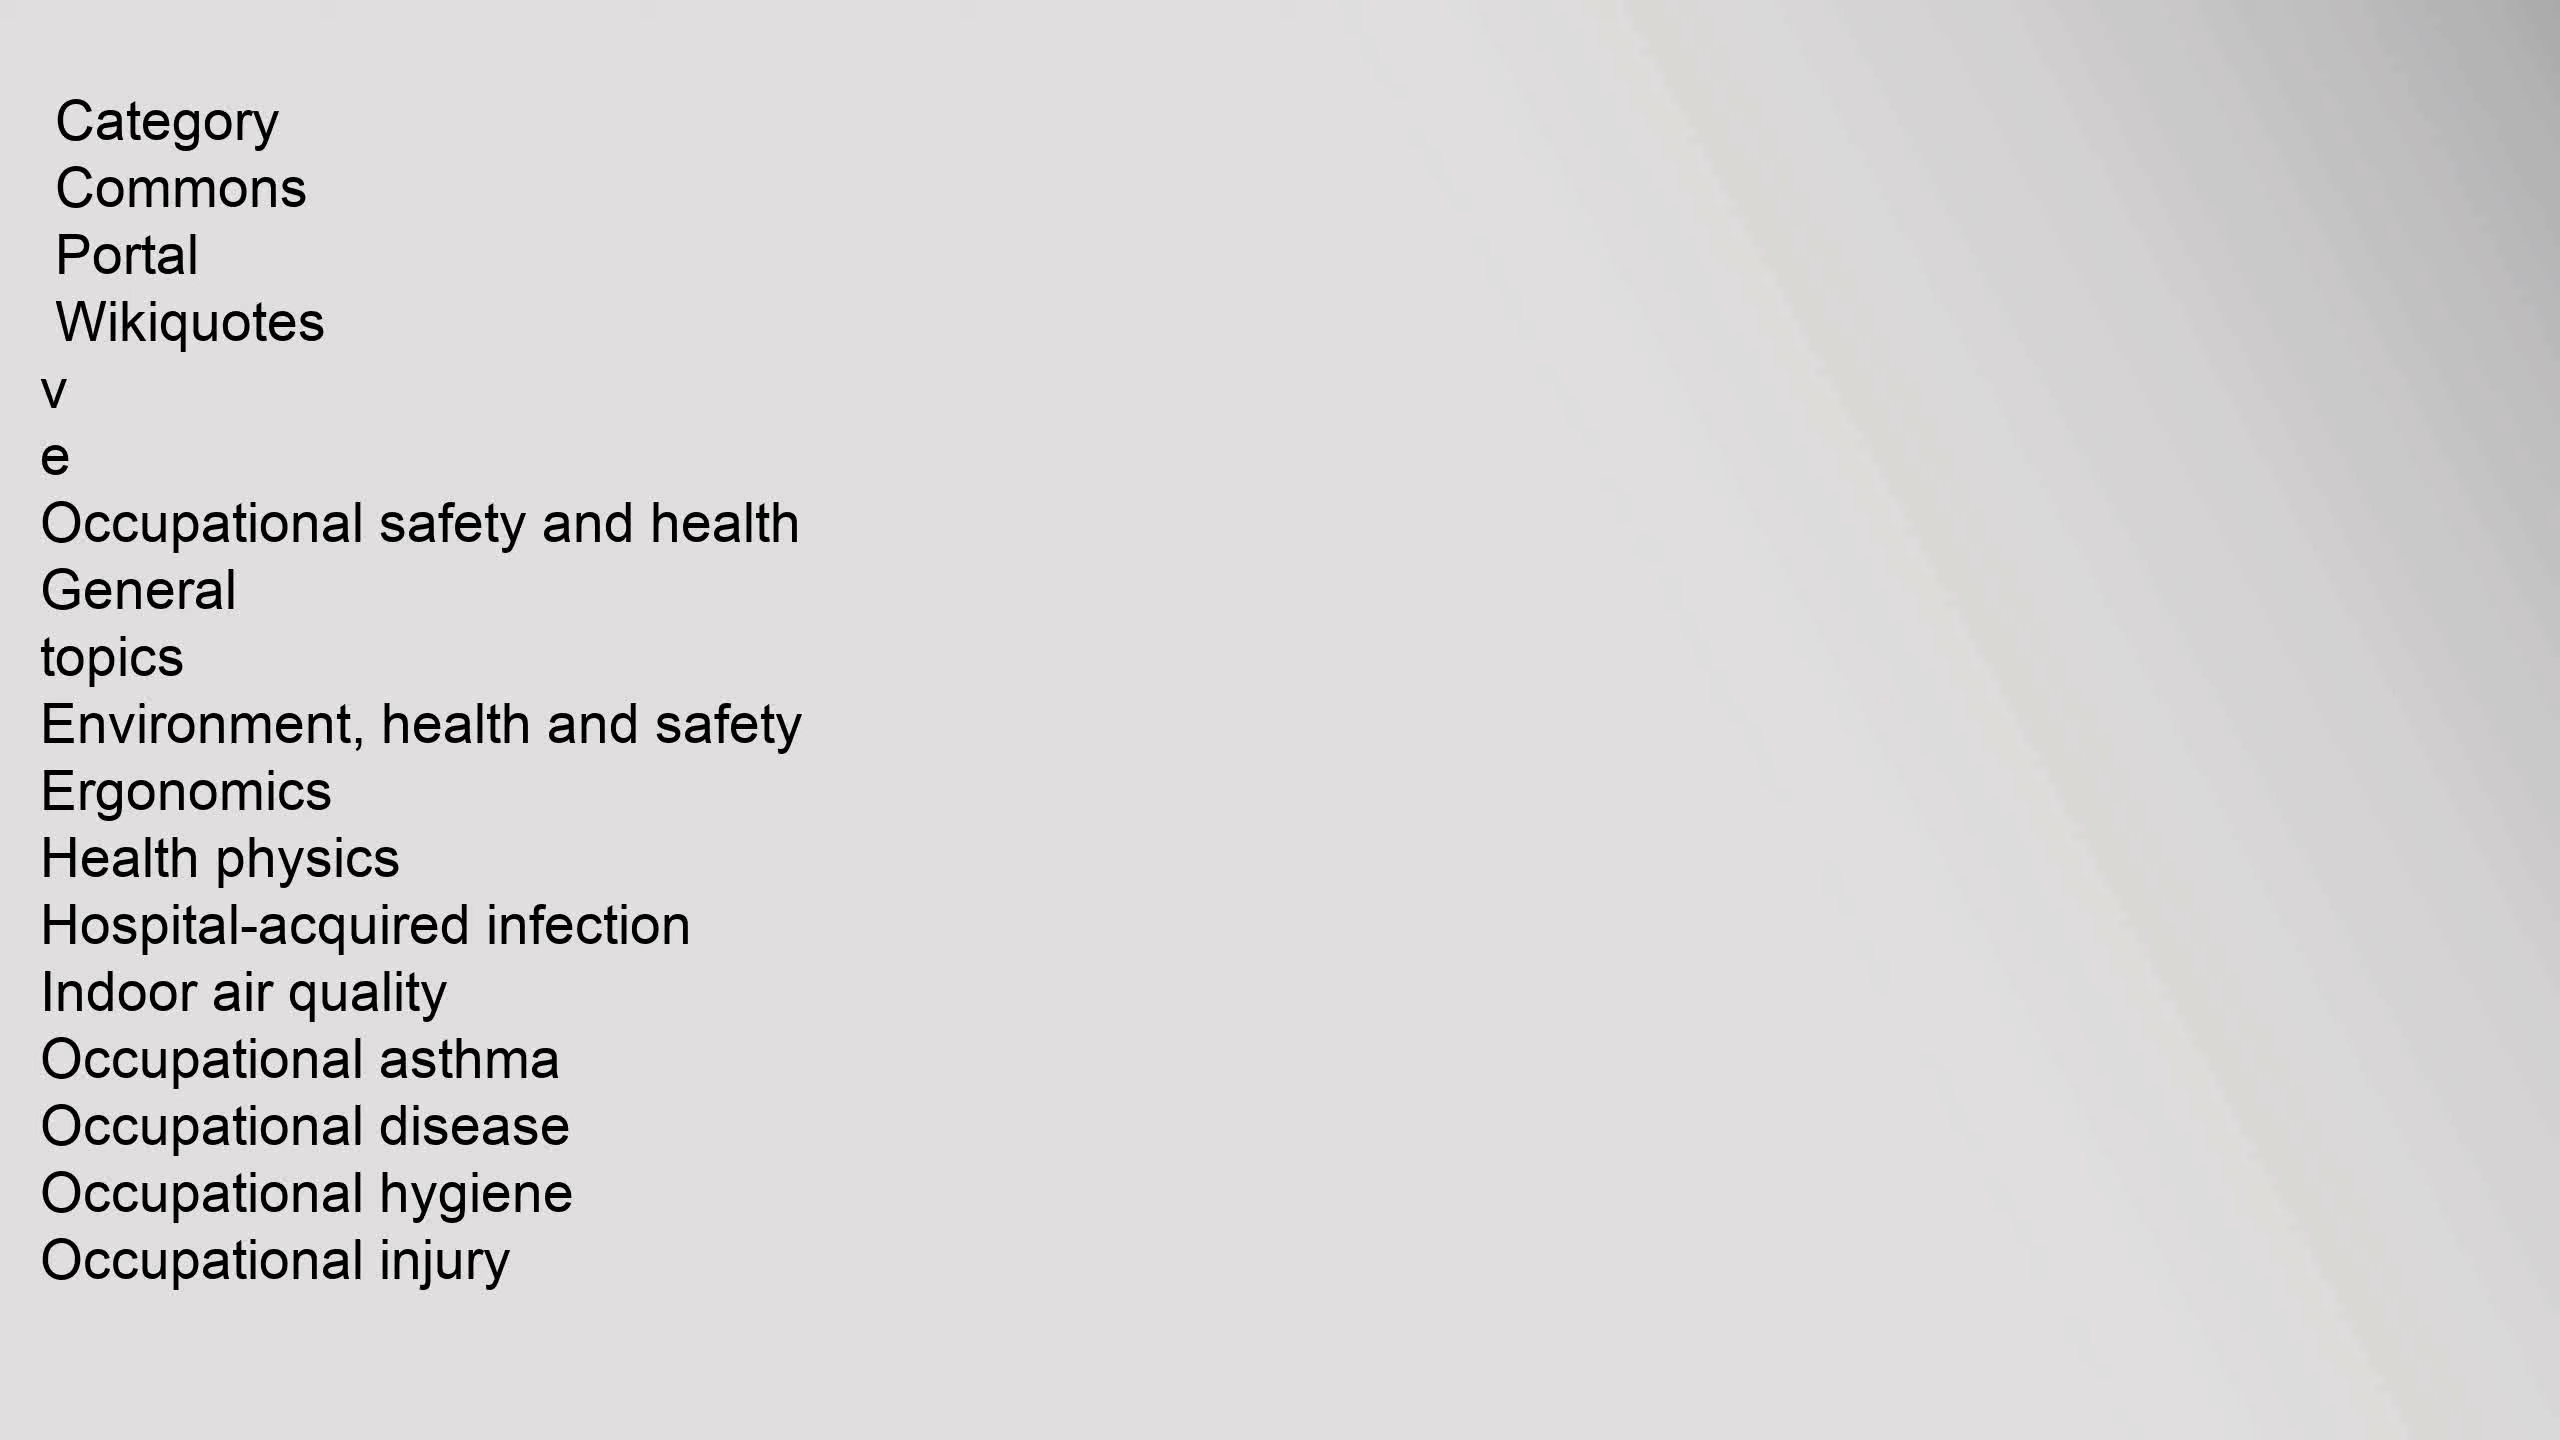 Category
Commons
Portal
Wikiquotes
v
e
Occupational safety and health
General
topics
Environment, health and safety
Ergonomics
Health physics
Hospital-acquired infection
Indoor air quality
Occupational asthma
Occupational disease
Occupational hygiene
Occupational injury